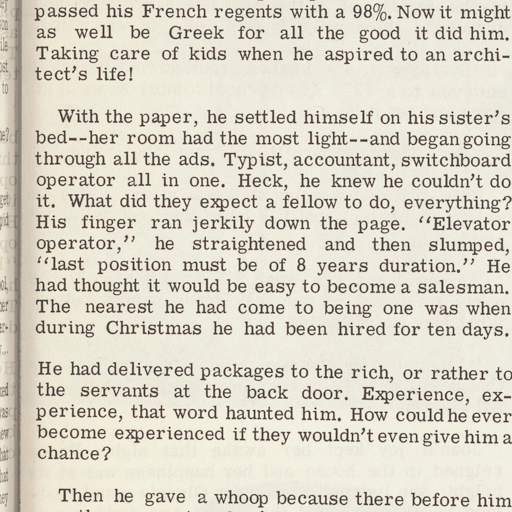 passed his French regents with a 98%. Now it might
as well be Greek for all the good it did him.
Taking care of kids when he aspired to an archi-
tect's life!
With the paper, he settled himself on his sister's
bed--her room had the most light--and began going
through all the ads. Typist, accountant, switchboard
operator all in one. Heck, he knew he couldn't do
it. What did they expect a fellow to do, everything?
His finger ran jerkily down the page. "Elevator
operator," he straightened and then slumped,
"last position must be of 8 years duration." He
had thought it would be easy to become a salesman.
The nearest he had come to being one was when
during Christmas he had been hired for ten days.
He had delivered packages to the rich, or rather to
the servants at the back door. Experience, ex-
perience, that word haunted him. How could he ever
become experienced if they wouldn't even give him a
chance?
Then he gave a whoop because there before him